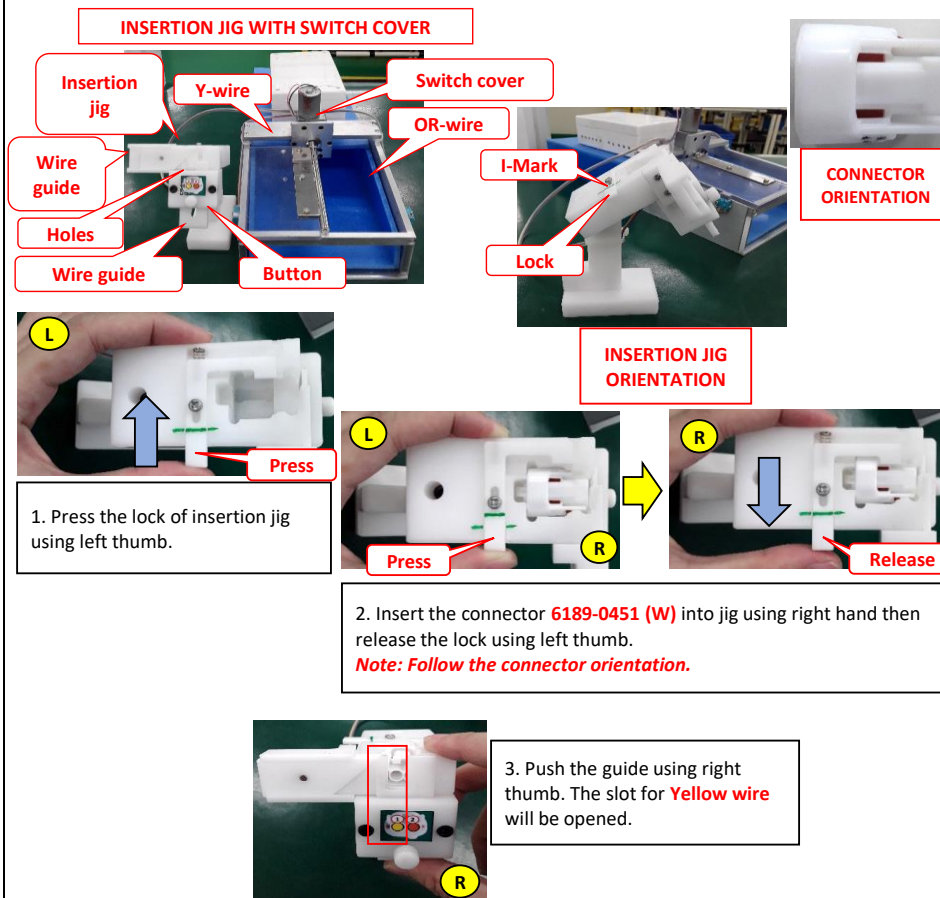 INSERTION JIG WITH SWITCH COVER
Insertion
jig
Y-wire
Switch cover
OR-wire
Wire
guide
Holes
Wire guide
Button
I-Mark
Lock
CONNECTOR
ORIENTATION
INSERTION JIG
ORIENTATION
L
Press
1. Press the lock of insertion jig
using left thumb.
L
Press
R
R
Release
2. Insert the connector 6189-0451 (W) into jig using right hand then
release the lock using left thumb.
Note: Follow the connector orientation.
1 2
R
3. Push the guide using right
thumb. The slot for Yellow wire
will be opened.